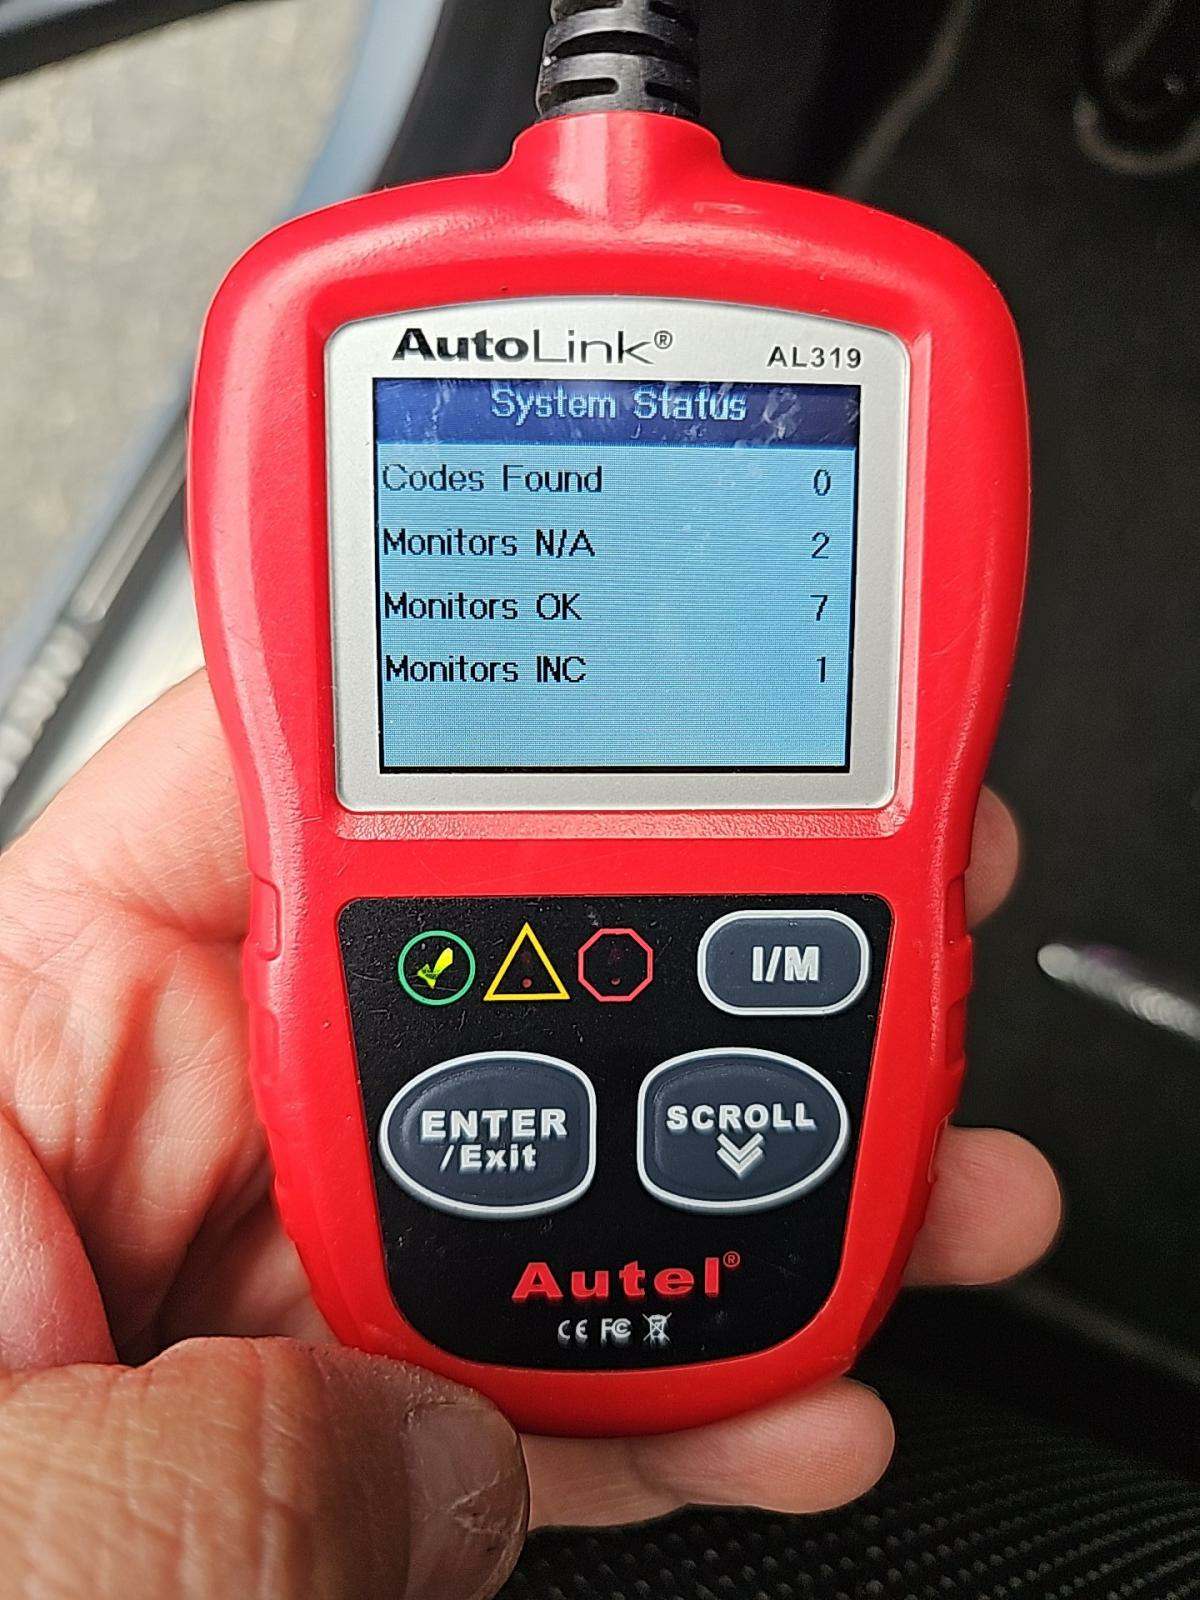 AutoLink®
AL319
System Status
Codes Found 0
Monitors N/A 2
Monitors OK 7
Monitors INC 1
I/M
ENTER
/Exit
SCROLL
Autel®
CE FC